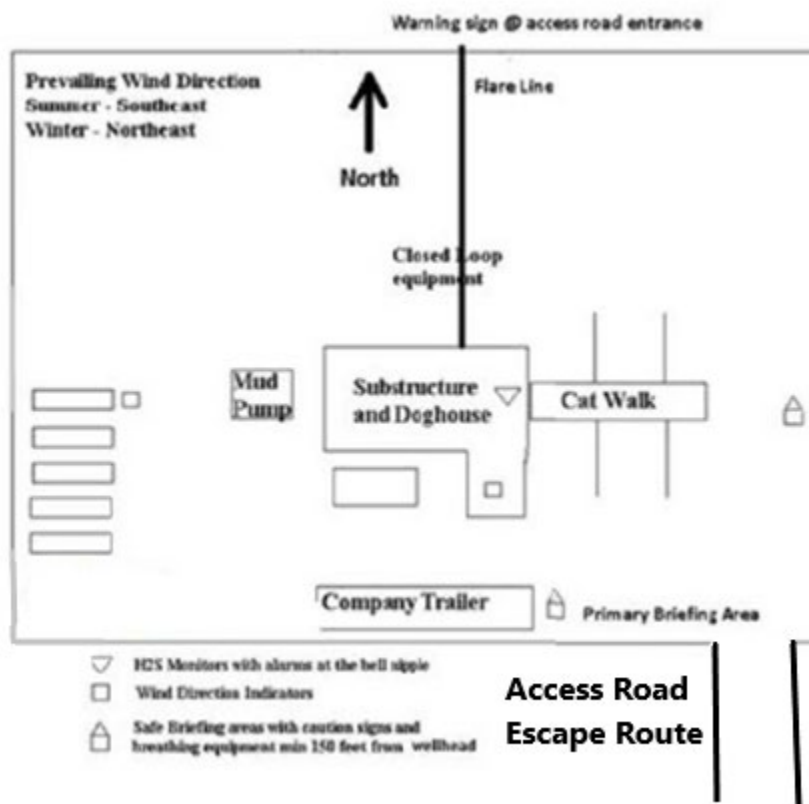 Warning sign @ access road entrance
Prevailing Wind Direction
Summer - Southeast
Winter - Northeast
Flare Line
North
Closed Loop
equipment
Mud
Pump
Substructure
and Doghouse
Cat Walk
Company Trailer
Primary Briefing Area
H2S Monitors with alarms at the bell nipple
Wind Direction Indicators
Safe Briefing areas with caution signs and
breathing equipment min 150 feet from wellhead
Access Road
Escape Route